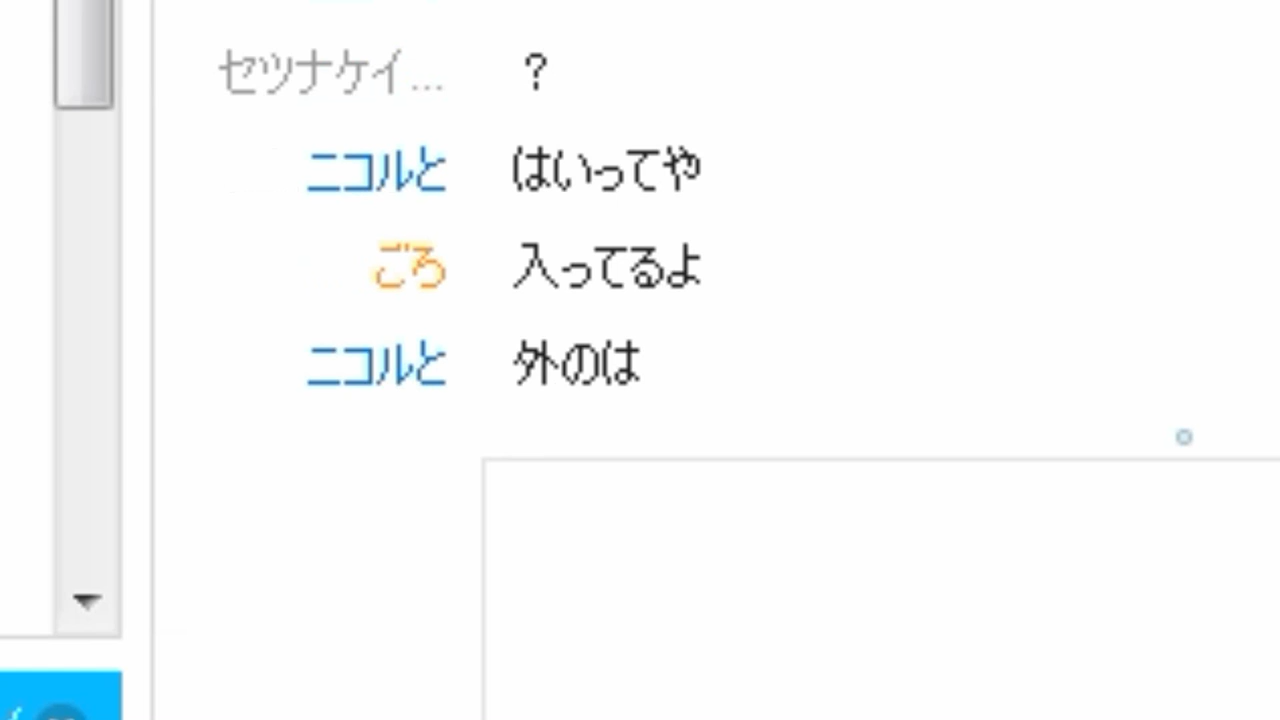 セツナケイ... ？
ニコルと はいってや
ごろ 入ってるよ
ニコルと 外のは